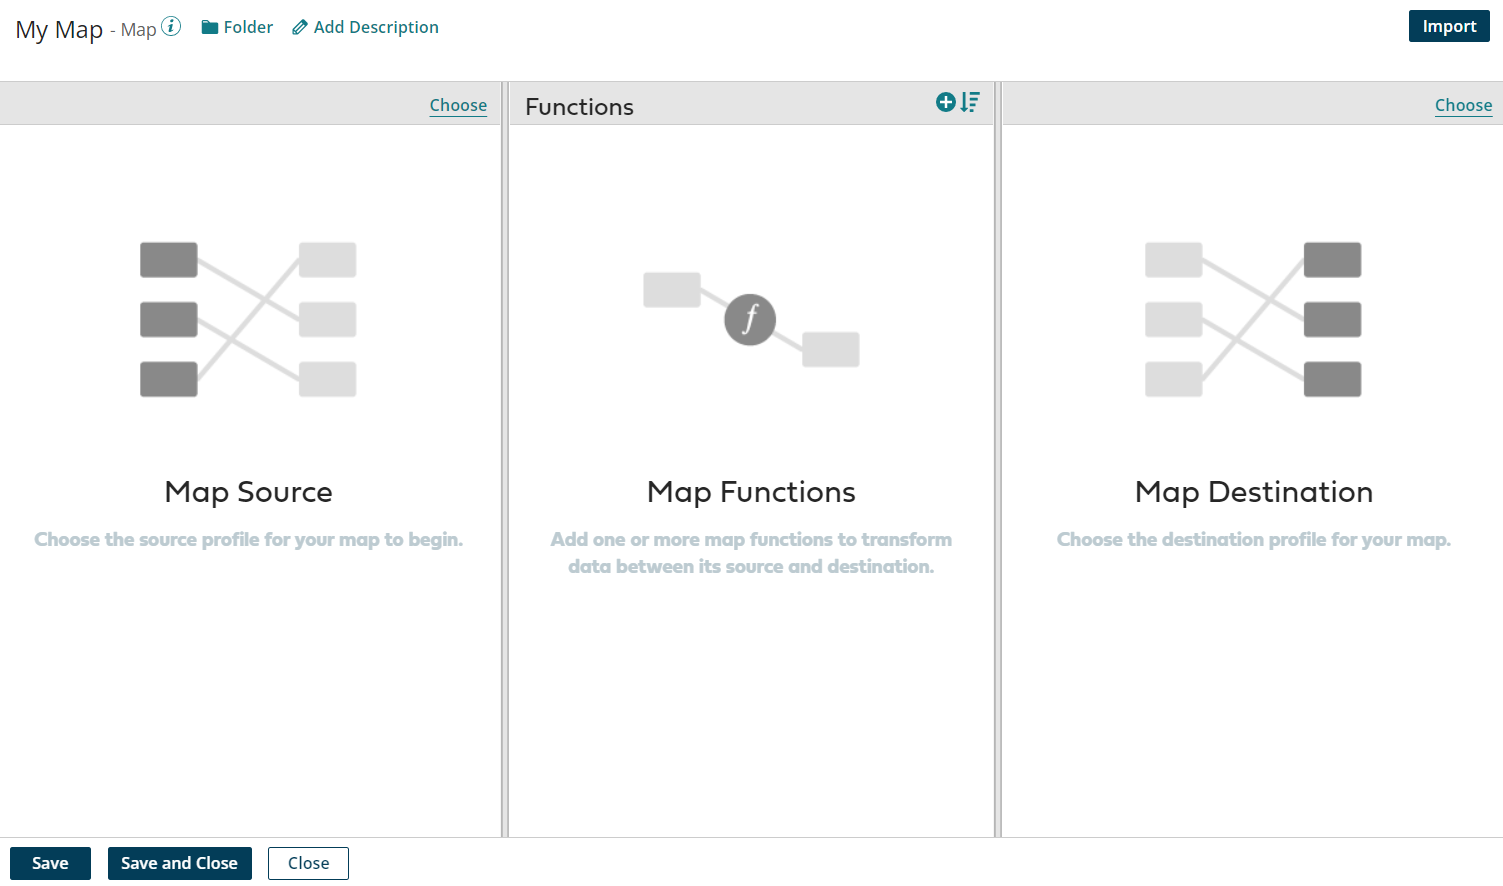 My Map - Map i Folder Add Description Import
Choose Functions Choose
f
Map Source
Choose the source profile for your map to begin.
Map Functions
Add one or more map functions to transform
data between its source and destination.
Map Destination
Choose the destination profile for your map.
Save Save and Close Close